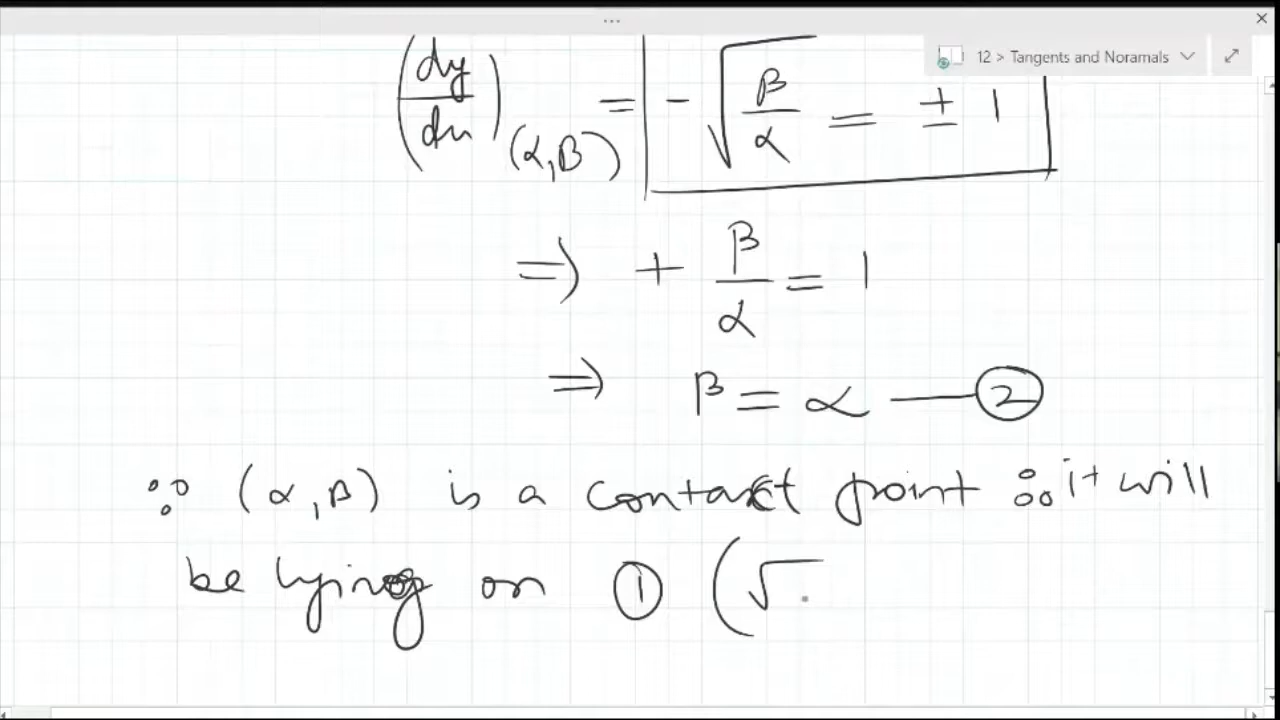 12 > Tangents and Noramals
(dy/dx)(α,β) = -√(β/α) = ± 1
=> + β/α = 1
=> β = α — ②
∵ (α,β) is a contact point ∴ it will
be lying on ① (√